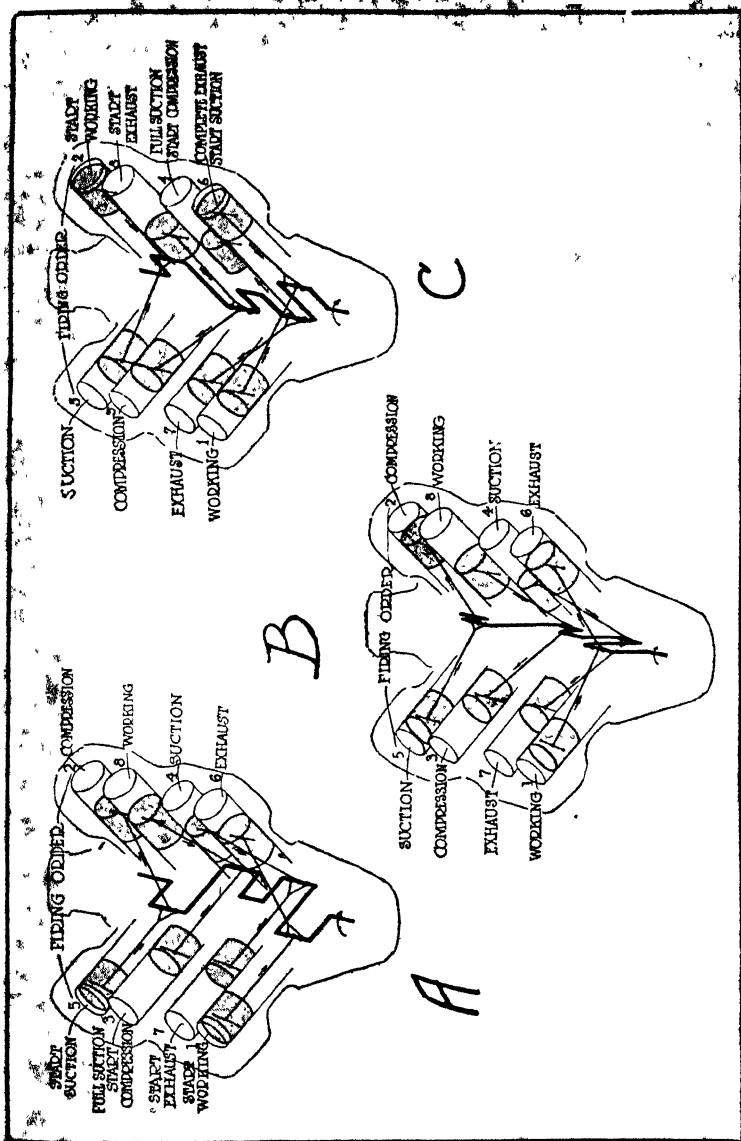 FIRING ORDER
5
START
SUCTION
FULL SUCTION
START
COMPRESSION
3
START
EXHAUST
7
START
WORKING
1
2
COMPRESSION
8
WORKING
4
SUCTION
6
EXHAUST
A
FIRING ORDER
5
SUCTION
3
COMPRESSION
7
EXHAUST
1
WORKING
2
COMPRESSION
8
WORKING
4
SUCTION
6
EXHAUST
B
FIRING ORDER
SUCTION
COMPRESSION
7
EXHAUST
1
WORKING
2
START
WORKING
START
EXHAUST
4
FULL SUCTION
START COMPRESSION
6
COMPLETE EXHAUST
START SUCTION
C